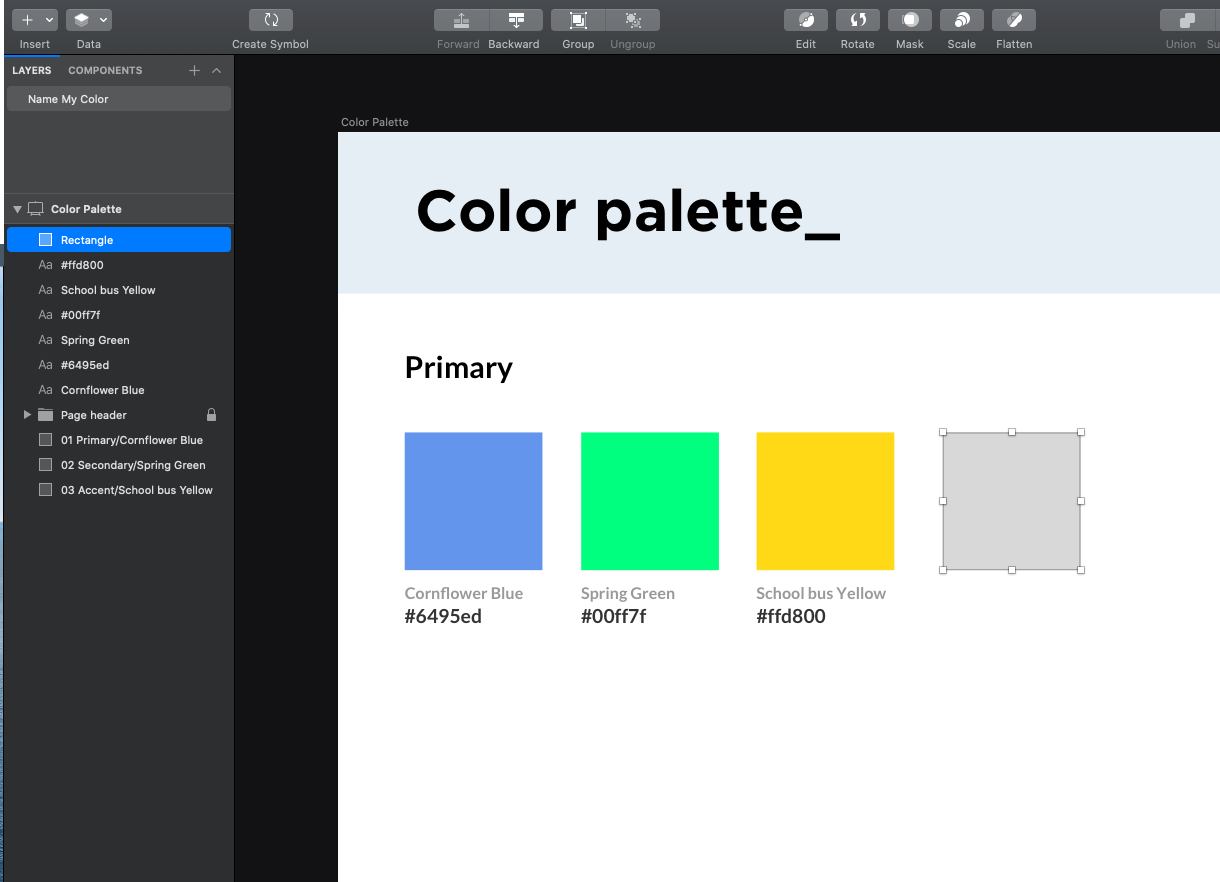 Insert Data Create Symbol Forward Backward Group Ungroup Edit Rotate Mask Scale Flatten Union
LAYERS COMPONENTS
Name My Color
Color Palette
Aa
Rectangle
Aa #ffd800
Aa School bus Yellow
Aa #00ff7f
Aa Spring Green
Aa #6495ed
Aa Cornflower Blue
Page header
01 Primary/Cornflower Blue
02 Secondary/Spring Green
03 Accent/School bus Yellow
Color Palette
Color palette_
Primary
Cornflower Blue
#6495ed
Spring Green
#00ff7f
School bus Yellow
#ffd800